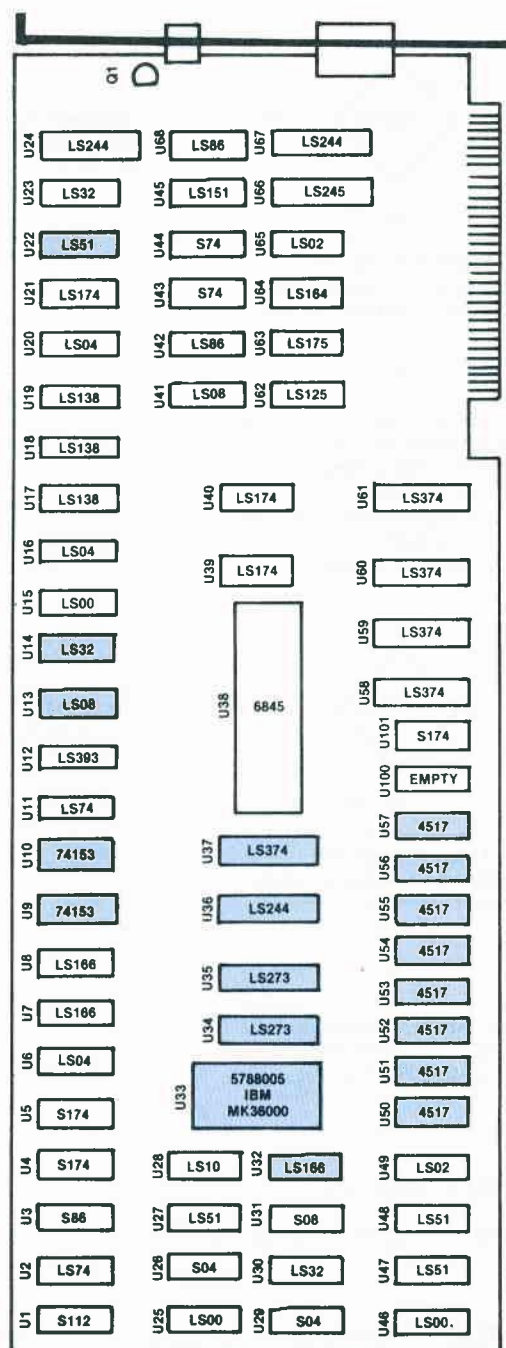 Q1
U24 LS244 U68 LS86 U67 LS244
U23 LS32 U45 LS151 U66 LS245
U22 LS51 U44 S74 U65 LS02
U21 LS174 U43 S74 U64 LS164
U20 LS04 U42 LS86 U63 LS175
U19 LS138 U41 LS08 U62 LS125
U18 LS138
U17 LS138 U40 LS174 U61 LS374
U16 LS04 U39 LS174 U60 LS374
U15 LS00 U59 LS374
U14 LS32
U13 LS08 U38 6845 U58 LS374
U101 S174
U12 LS393 U100 EMPTY
U11 LS74 U57 4517
U10 74153 U37 LS374 U56 4517
U9 74153 U36 LS244 U55 4517
U54 4517
U8 LS166 U35 LS273 U53 4517
U7 LS166 U34 LS273 U52 4517
U6 LS04 U51 4517
U33 5788005
IBM
MK36000
U5 S174 U50 4517
U4 S174 U28 LS10 U32 LS166 U49 LS02
U3 S86 U27 LS51 U31 S08 U48 LS51
U2 LS74 U26 S04 U30 LS32 U47 LS51
U1 S112 U25 LS00 U29 S04 U46 LS00.